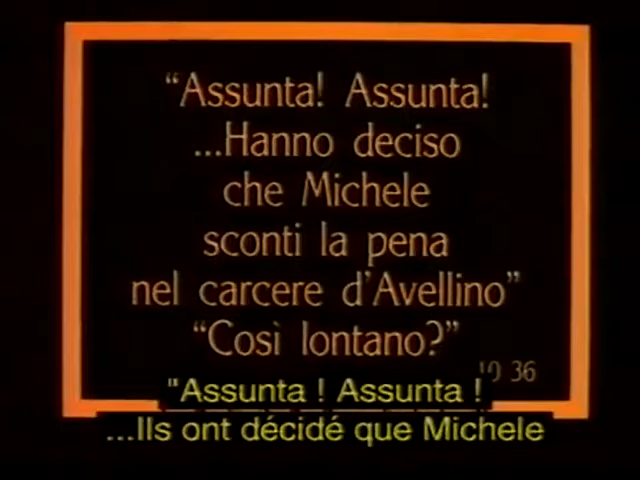 “Assunta! Assunta!
...Hanno deciso
che Michele
sconti la pena
nel carcere d'Avellino”
“Così lontano?”
36
"Assunta ! Assunta !
...Ils ont décidé que Michele